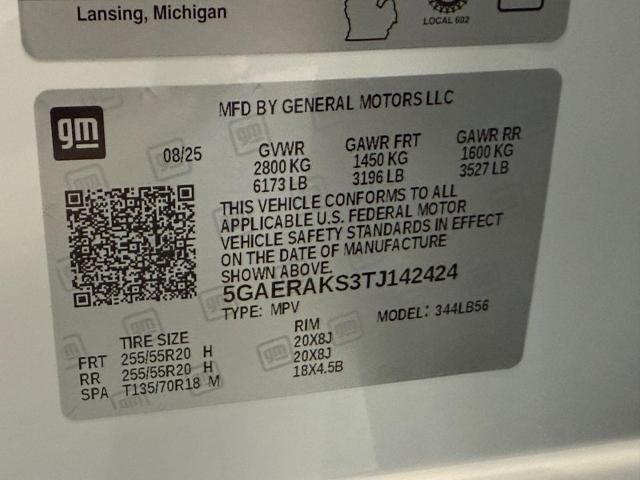 Lansing, Michigan
LOCAL 602
gm
MFD BY GENERAL MOTORS LLC
08/25
GVWR GAWR FRT GAWR RR
2800 KG 1450 KG 1600 KG
6173 LB 3196 LB 3527 LB
THIS VEHICLE CONFORMS TO ALL
APPLICABLE U.S. FEDERAL MOTOR
VEHICLE SAFETY STANDARDS IN EFFECT
ON THE DATE OF MANUFACTURE
SHOWN ABOVE.
5GAERAKS3TJ142424
TYPE: MPV MODEL: 344LB56
TIRE SIZE RIM
FRT 255/55R20 H 20X8J
RR 255/55R20 H 20X8J
SPA T135/70R18 M 18X4.5B